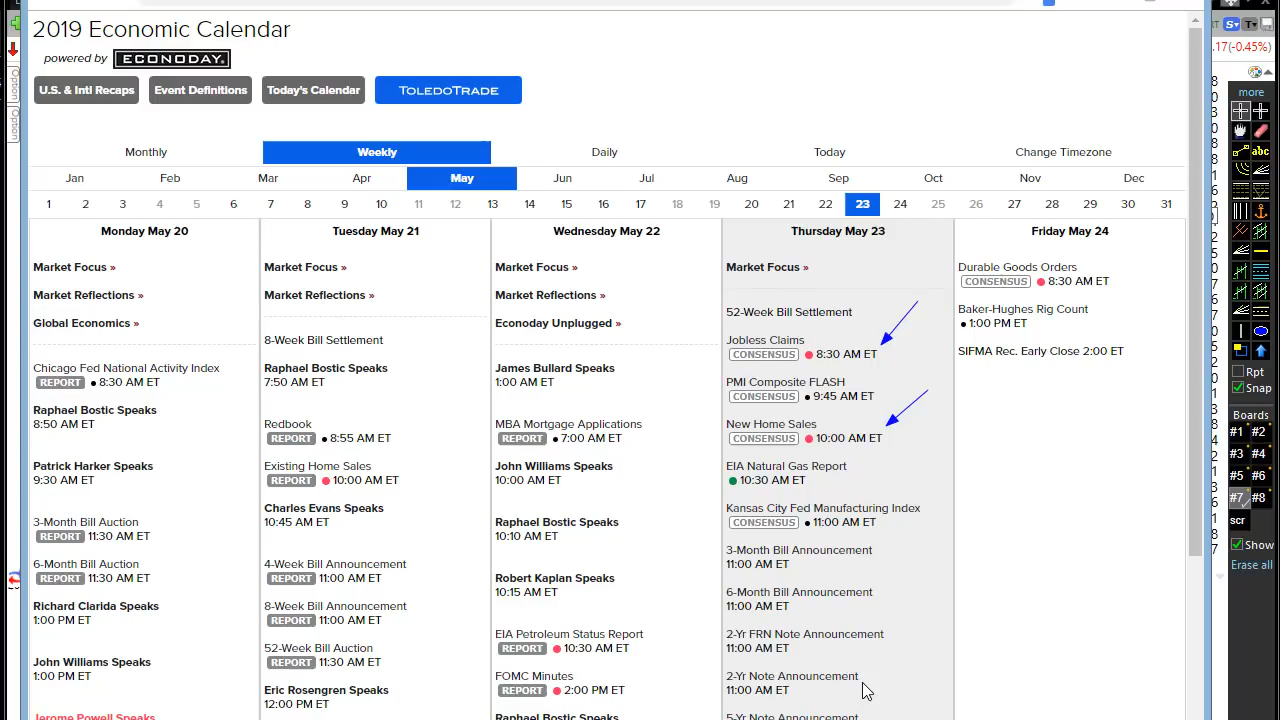 2019 Economic Calendar
powered by ECONODAY
U.S. & Intl Recaps
Event Definitions
Today's Calendar
TOLEDOTRADE
Monthly
Weekly
Daily
Today
Change Timezone
Jan Feb Mar Apr May Jun Jul Aug Sep Oct Nov Dec
1 2 3 4 5 6 7 8 9 10 11 12 13 14 15 16 17 18 19 20 21 22 23 24 25 26 27 28 29 30 31
Monday May 20
Market Focus »
Market Reflections »
Global Economics »
Chicago Fed National Activity Index
REPORT 8:30 AM ET
Raphael Bostic Speaks
8:50 AM ET
Patrick Harker Speaks
9:30 AM ET
3-Month Bill Auction
REPORT 11:30 AM ET
6-Month Bill Auction
REPORT 11:30 AM ET
Richard Clarida Speaks
1:00 PM ET
John Williams Speaks
1:00 PM ET
Jerome Powell Speaks
Tuesday May 21
Market Focus »
Market Reflections »
8-Week Bill Settlement
Raphael Bostic Speaks
7:50 AM ET
Redbook
REPORT 8:55 AM ET
Existing Home Sales
REPORT 10:00 AM ET
Charles Evans Speaks
10:45 AM ET
4-Week Bill Announcement
REPORT 11:00 AM ET
8-Week Bill Announcement
REPORT 11:00 AM ET
52-Week Bill Auction
REPORT 11:30 AM ET
Eric Rosengren Speaks
12:00 PM ET
Wednesday May 22
Market Focus »
Market Reflections »
Econoday Unplugged »
James Bullard Speaks
1:00 AM ET
MBA Mortgage Applications
REPORT 7:00 AM ET
John Williams Speaks
10:00 AM ET
Raphael Bostic Speaks
10:10 AM ET
Robert Kaplan Speaks
10:15 AM ET
EIA Petroleum Status Report
REPORT 10:30 AM ET
FOMC Minutes
REPORT 2:00 PM ET
Raphael Bostic Speaks
Thursday May 23
Market Focus »
52-Week Bill Settlement
Jobless Claims
CONSENSUS 8:30 AM ET
PMI Composite FLASH
CONSENSUS 9:45 AM ET
New Home Sales
CONSENSUS 10:00 AM ET
EIA Natural Gas Report
10:30 AM ET
Kansas City Fed Manufacturing Index
CONSENSUS 11:00 AM ET
3-Month Bill Announcement
11:00 AM ET
6-Month Bill Announcement
11:00 AM ET
2-Yr FRN Note Announcement
11:00 AM ET
2-Yr Note Announcement
11:00 AM ET
5-Yr Note Announcement
Friday May 24
Durable Goods Orders
CONSENSUS 8:30 AM ET
Baker-Hughes Rig Count
1:00 PM ET
SIFMA Rec. Early Close 2:00 ET
Option
Option
.17(-0.45%)
more
abc
Rpt
Snap
Boards
#1 #2
#3 #4
#5 #6
#7 #8
scr
Show
Erase all